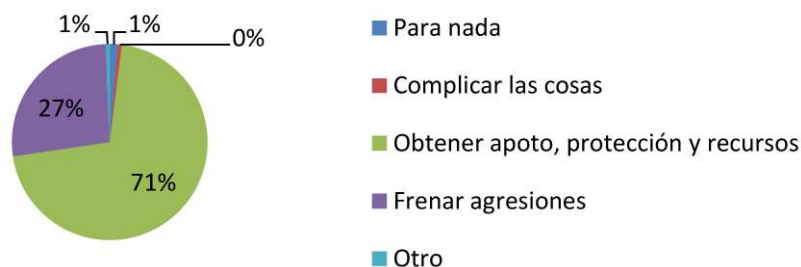 1% 1% 0%
27%
71%
Para nada
Complicar las cosas
Obtener apoto, protección y recursos
Frenar agresiones
Otro